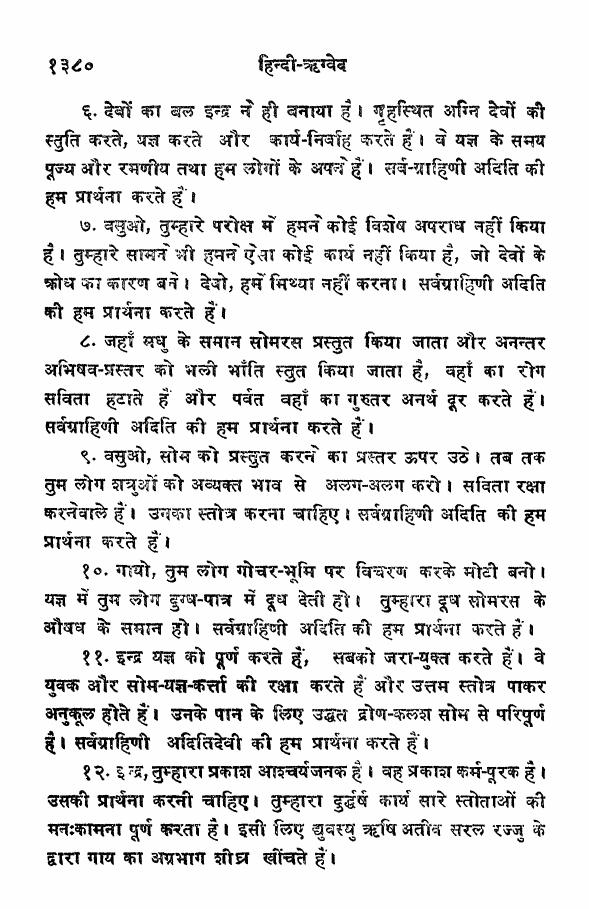 १३८० हिन्दी-ऋग्वेद
६. देवों का बल इन्द्र ने ही बनाया है। गृहस्थित अग्नि देवों की
स्तुति करते, यज्ञ करते और कार्य-निर्वाह करते हैं। वे यज्ञ के समय
पूज्य और रमणीय तथा हम लोगों के अपने हैं। सर्व-ग्राहिणी अदिति की
हम प्रार्थना करते हैं।
७. वसुओ, तुम्हारे परोक्ष में हमने कोई विशेष अपराध नहीं किया
है। तुम्हारे सामने भी हमने ऐसा कोई कार्य नहीं किया है, जो देवों के
क्रोध का कारण बने। देवो, हमें मिथ्या नहीं करना। सर्वग्राहिणी अदिति
की हम प्रार्थना करते हैं।
८. जहाँ मधु के समान सोमरस प्रस्तुत किया जाता और अनन्तर
अभिषव-प्रस्तर को भली भाँति स्तुत किया जाता है, वहाँ का रोग
सविता हटाते हैं और पर्वत वहाँ का गुरुतर अनर्थ दूर करते हैं।
सर्वग्राहिणी अदिति की हम प्रार्थना करते हैं।
९. वसुओ, सोम को प्रस्तुत करने का प्रस्तर ऊपर उठे। तब तक
तुम लोग शत्रुओं को अव्यक्त भाव से अलग-अलग करो। सविता रक्षा
करनेवाले हैं। उनका स्तोत्र करना चाहिए। सर्वग्राहिणी अदिति की हम
प्रार्थना करते हैं।
१०. गायो, तुम लोग गोचर-भूमि पर विचरण करके मोटी बनो।
यज्ञ में तुम लोग दुग्ध-पात्र में दूध देती हो। तुम्हारा दूध सोमरस के
औषध के समान हो। सर्वग्राहिणी अदिति की हम प्रार्थना करते हैं।
११. इन्द्र यज्ञ को पूर्ण करते हैं, सबको जरा-युक्त करते हैं। वे
युवक और सोम-यज्ञ-कर्त्ता की रक्षा करते हैं और उत्तम स्तोत्र पाकर
अनुकूल होते हैं। उनके पान के लिए उद्धत द्रोण-कलश सोम से परिपूर्ण
है। सर्वग्राहिणी अदितिदेवी की हम प्रार्थना करते हैं।
१२. इन्द्र, तुम्हारा प्रकाश आश्चर्यजनक है। वह प्रकाश कर्म-पूरक है।
उसकी प्रार्थना करनी चाहिए। तुम्हारा दुर्द्धर्ष कार्य सारे स्तोताओं की
मनःकामना पूर्ण करता है। इसी लिए दुवस्यु ऋषि अतीव सरल रज्जु के
द्वारा गाय का अग्रभाग शीघ्र खींचते हैं।